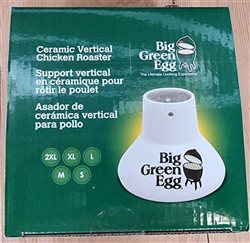 Ceramic Vertical
Chicken Roaster
Support vertical
en céramique pour
rôtir le poulet
Asador de
cerámica vertical
para pollo
2XL XL L
M S
Big
Green
Egg
The Ultimate Cooking Experience
Big
Green
Egg